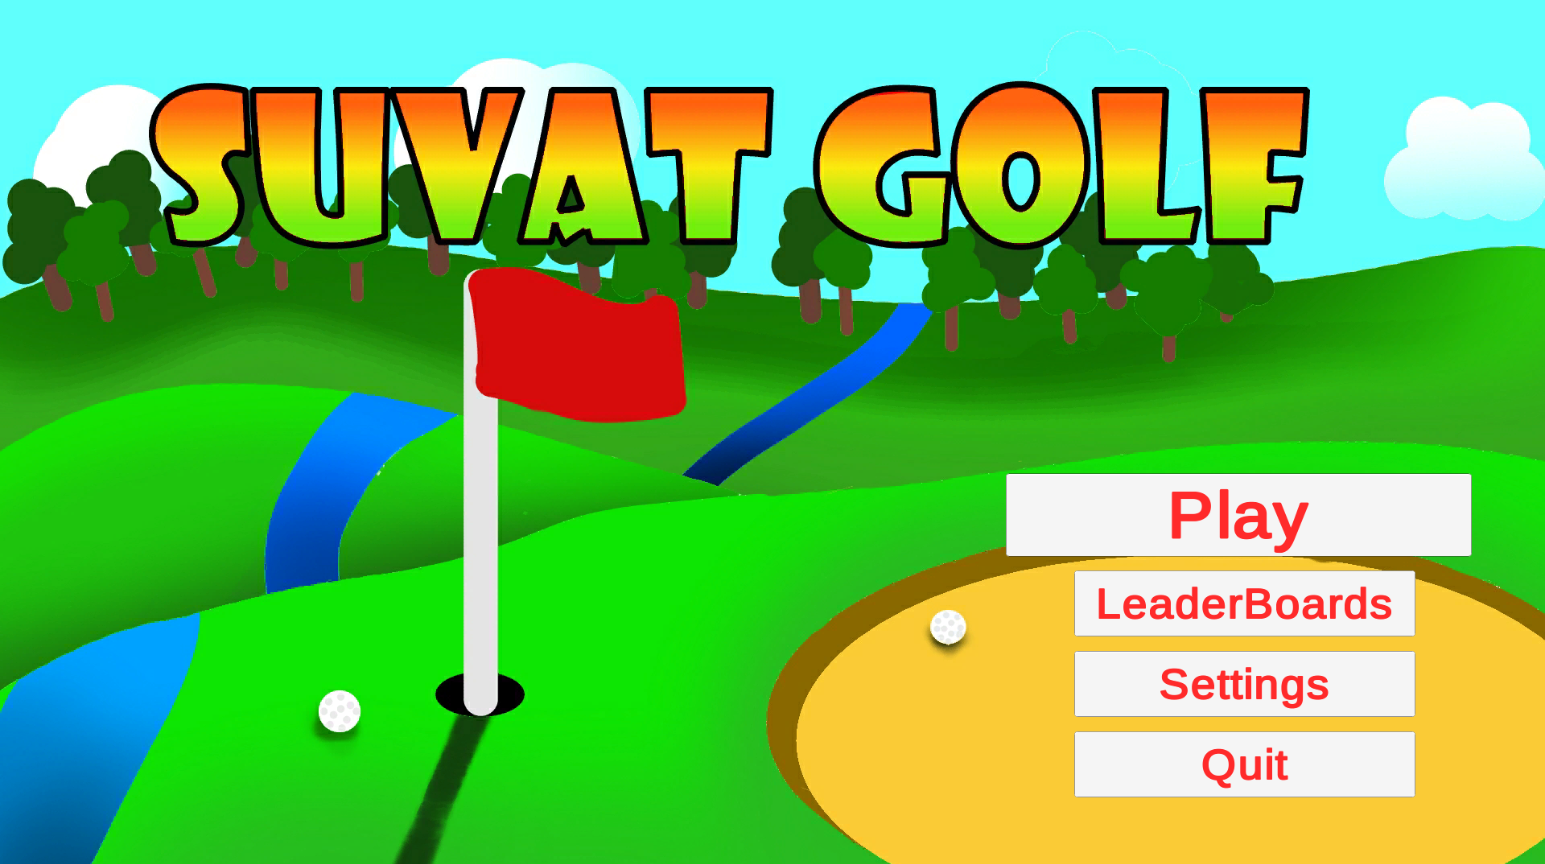 SUVAT GOLF
Play
LeaderBoards
Settings
Quit